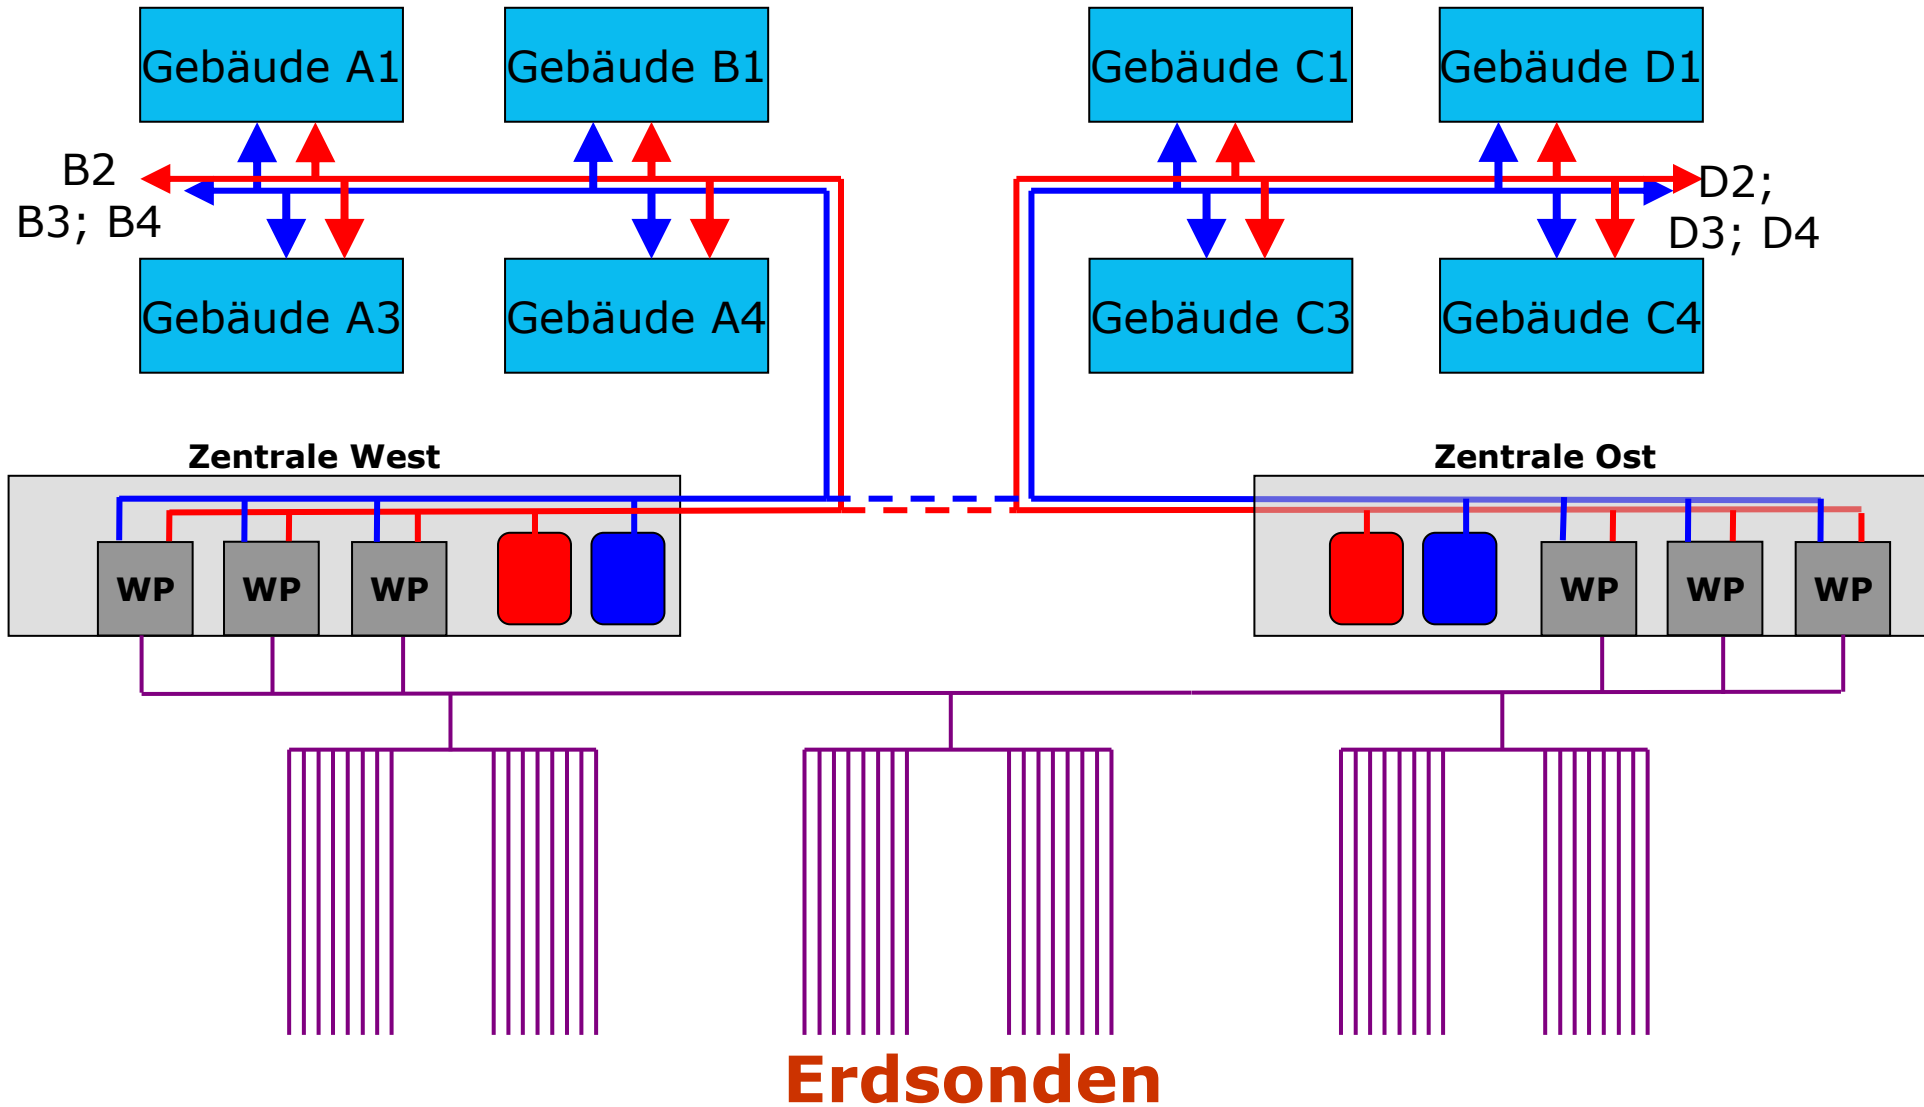 Gebäude A1
Gebäude B1
Gebäude C1
Gebäude D1
B2
B3; B4
D2;
D3; D4
Gebäude A3
Gebäude A4
Gebäude C3
Gebäude C4
Zentrale West
Zentrale Ost
WP
WP
WP
WP
WP
WP
Erdsonden